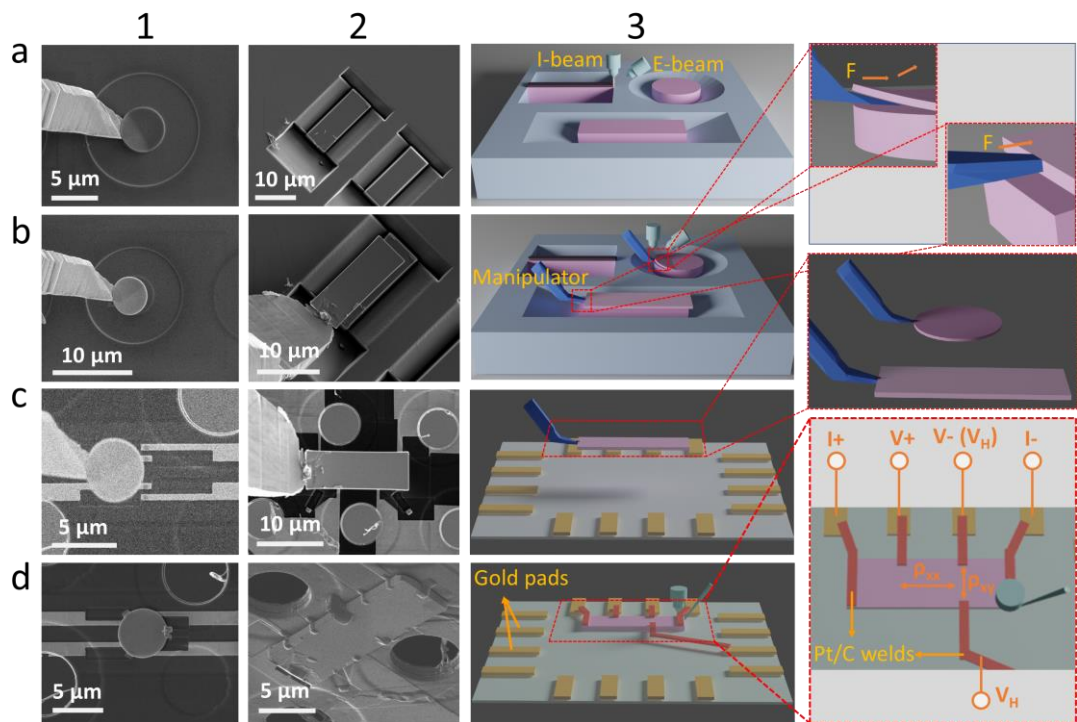 1 2 3
a
I-beam
E-beam
F
5 μm
10 μm
F
b
Manipulator
10 μm
10 μm
c
5 μm
10 μm
I+ V+ V- (VH) I-
d
Gold pads
ρxx
ρxy
5 μm
5 μm
Pt/C welds
VH